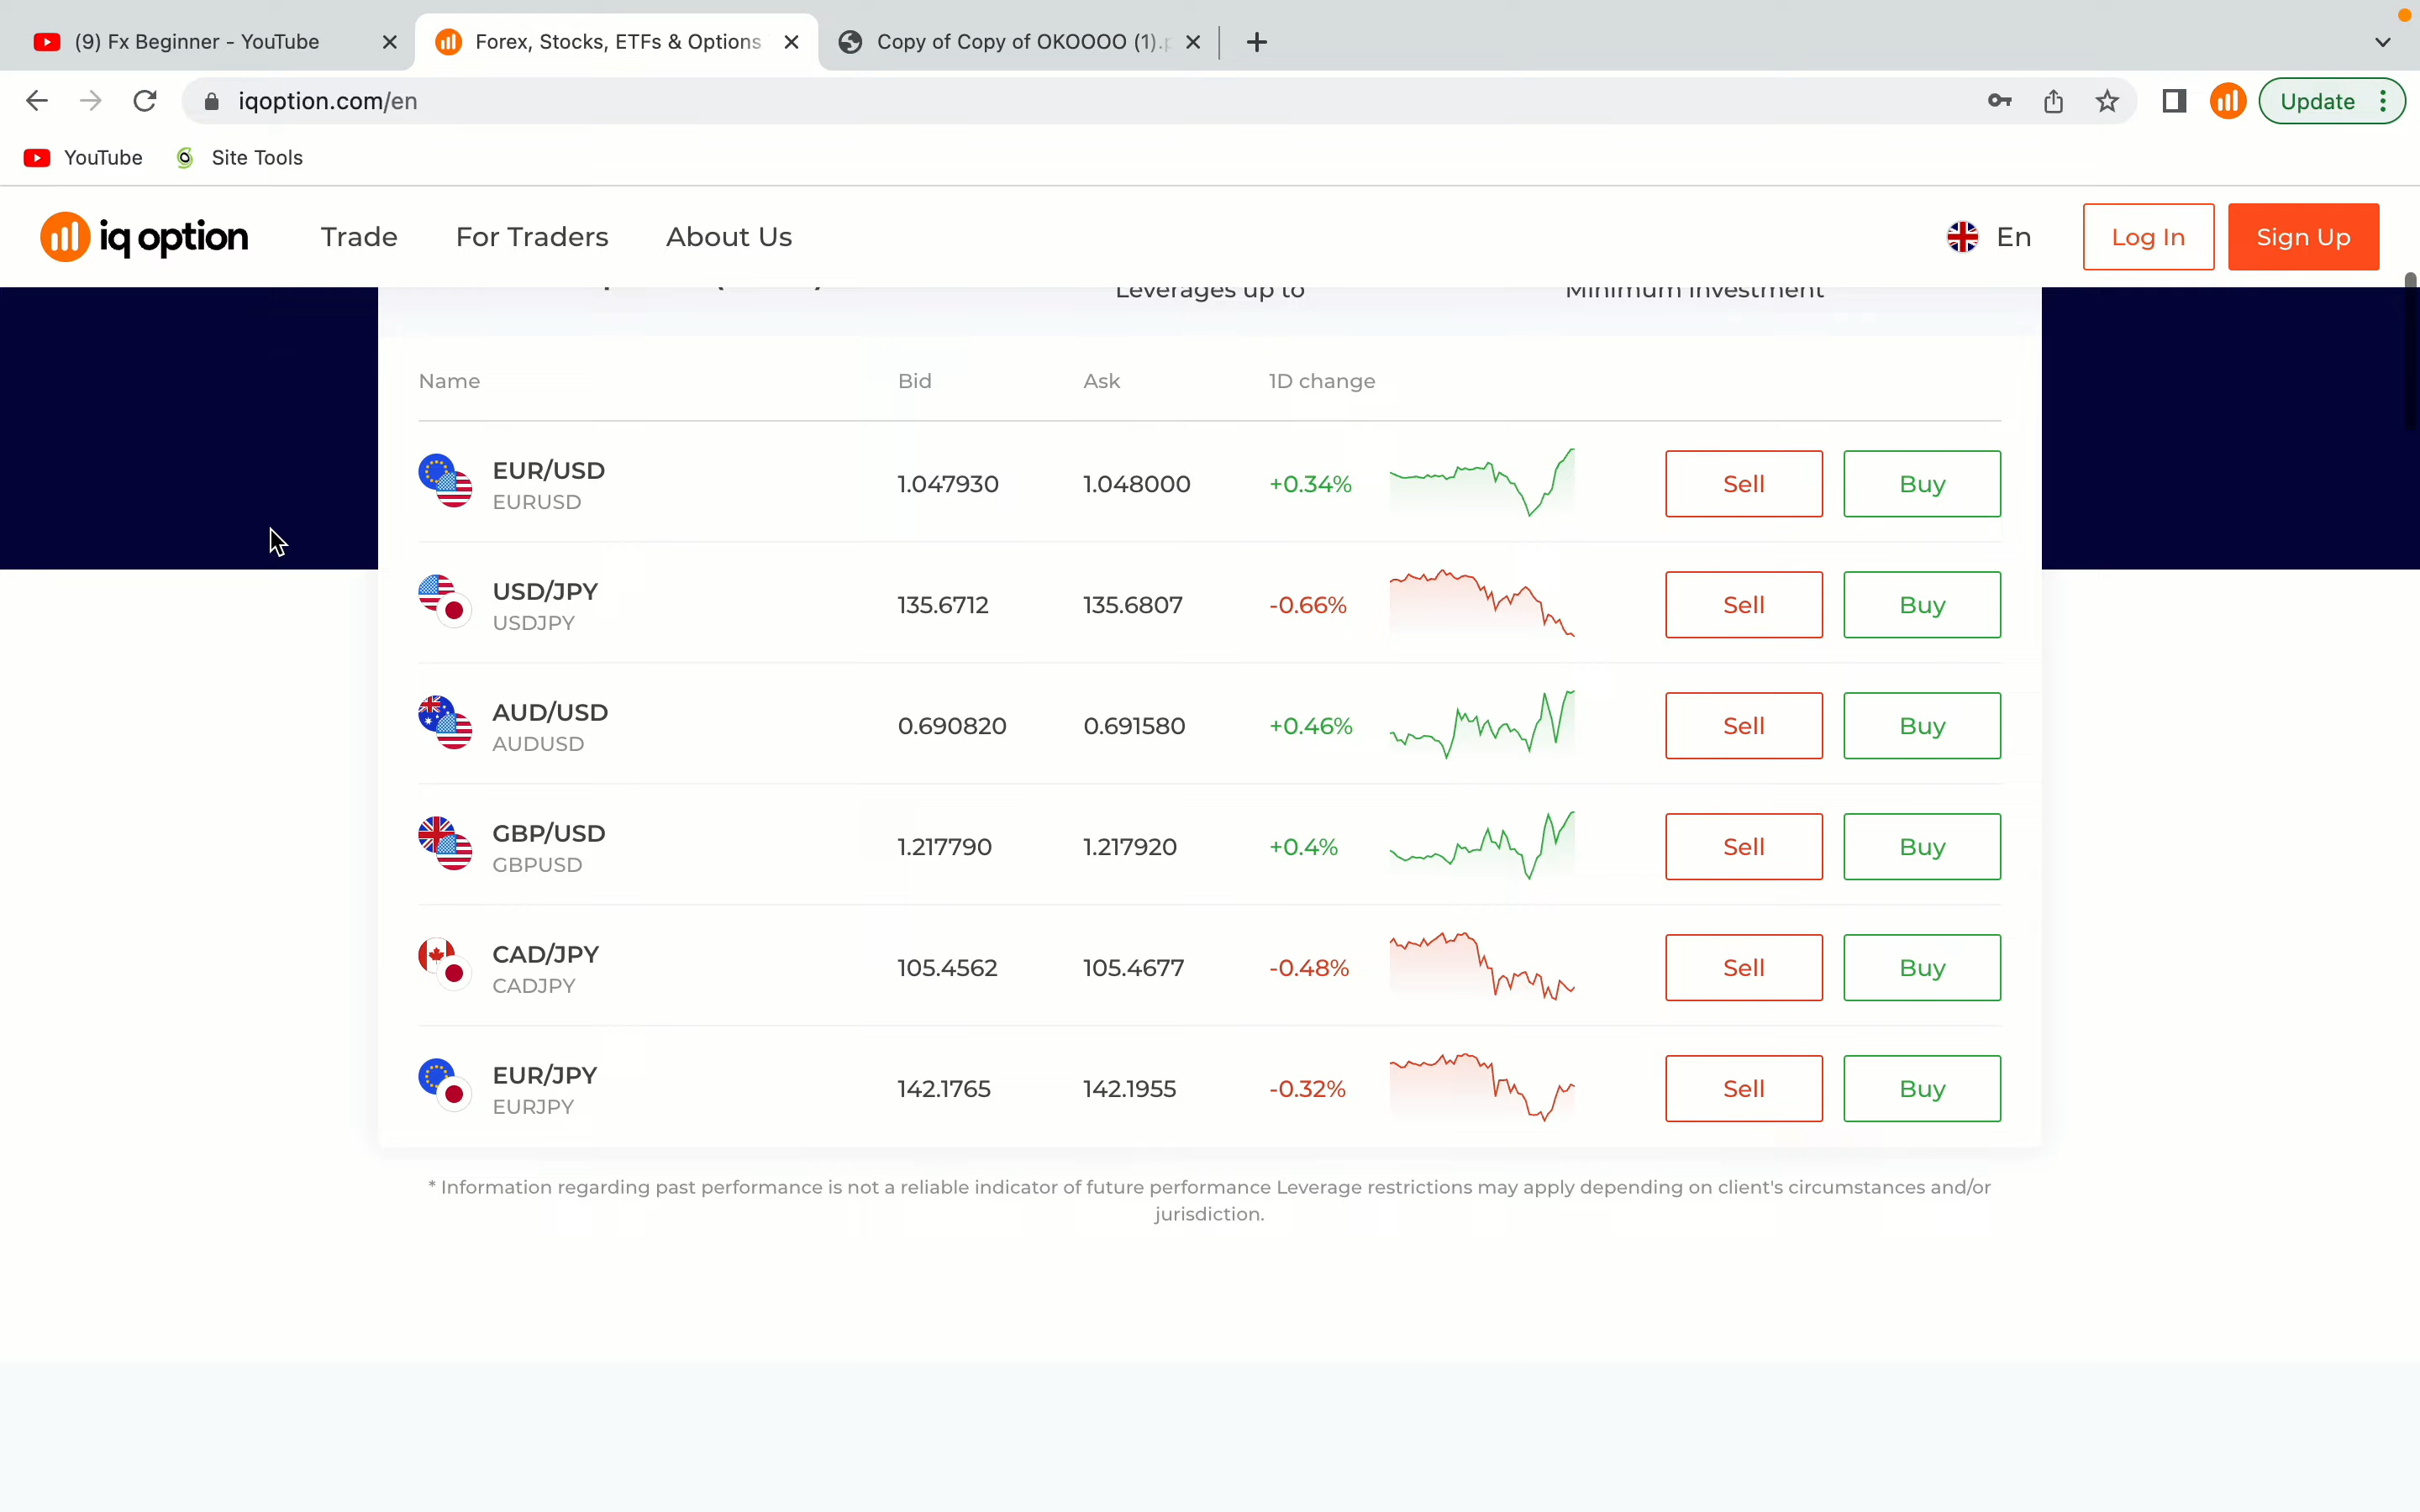 (9) Fx Beginner - YouTube
Forex, Stocks, ETFs & Options
Copy of Copy of OKOOOO (1).p
iqoption.com/en
Update
YouTube
Site Tools
iq option
Trade
For Traders
About Us
En
Log In
Sign Up
Leverages up to
Minimum Investment
Name Bid Ask 1D change
EUR/USD
EURUSD
1.047930 1.048000 +0.34% Sell Buy
USD/JPY
USDJPY
135.6712 135.6807 -0.66% Sell Buy
AUD/USD
AUDUSD
0.690820 0.691580 +0.46% Sell Buy
GBP/USD
GBPUSD
1.217790 1.217920 +0.4% Sell Buy
CAD/JPY
CADJPY
105.4562 105.4677 -0.48% Sell Buy
EUR/JPY
EURJPY
142.1765 142.1955 -0.32% Sell Buy
* Information regarding past performance is not a reliable indicator of future performance Leverage restrictions may apply depending on client's circumstances and/or
jurisdiction.